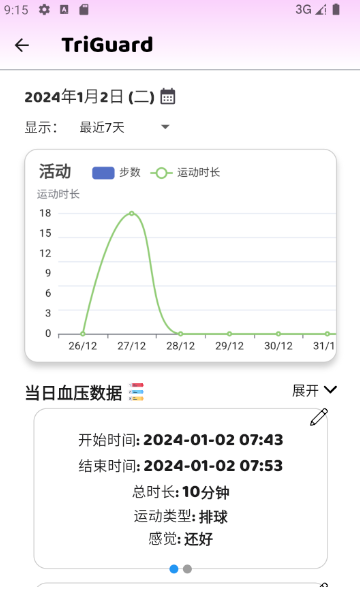 9:15 A 3G
TriGuard
2024年1月2日 (二)
显示： 最近7天
活动 步数 运动时长
运动时长
18
15
12
9
6
3
0
26/12 27/12 28/12 29/12 30/12 31/1
当日血压数据 展开
开始时间: 2024-01-02 07:43
结束时间: 2024-01-02 07:53
总时长: 10分钟
运动类型: 排球
感觉: 还好